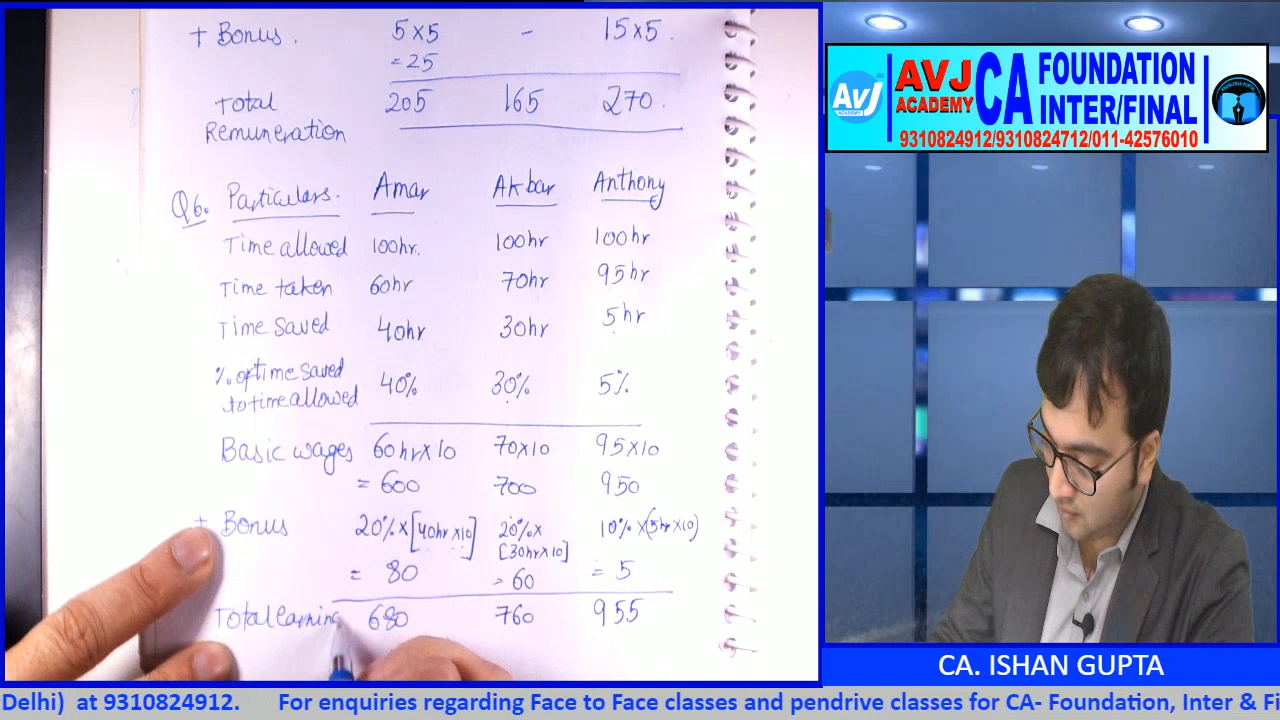 + Bonus. 5×5 - 15×5.
= 25
Total 205 165 270.
Remuneration
Q6. Particulars. Amar Akbar Anthony
Time allowed 100hr. 100hr 100hr
Time taken 60hr 70hr 95hr
Time saved 40hr 30hr 5hr
% of time saved
to time allowed 40% 30% 5%
Basic wages 60hr×10 70×10 95×10
= 600 700 950
+ Bonus 20%×[40hr×10] 20%× 10%×(5hr×10)
[30hr×10]
= 80 = 60 = 5
Total earning 680 760 955
AVJ
ACADEMY
AVJ
ACADEMY
CA
FOUNDATION
INTER/FINAL
9310824912/9310824712/011-42576010
CA. ISHAN GUPTA
Delhi) at 9310824912. For enquiries regarding Face to Face classes and pendrive classes for CA- Foundation, Inter & Fi